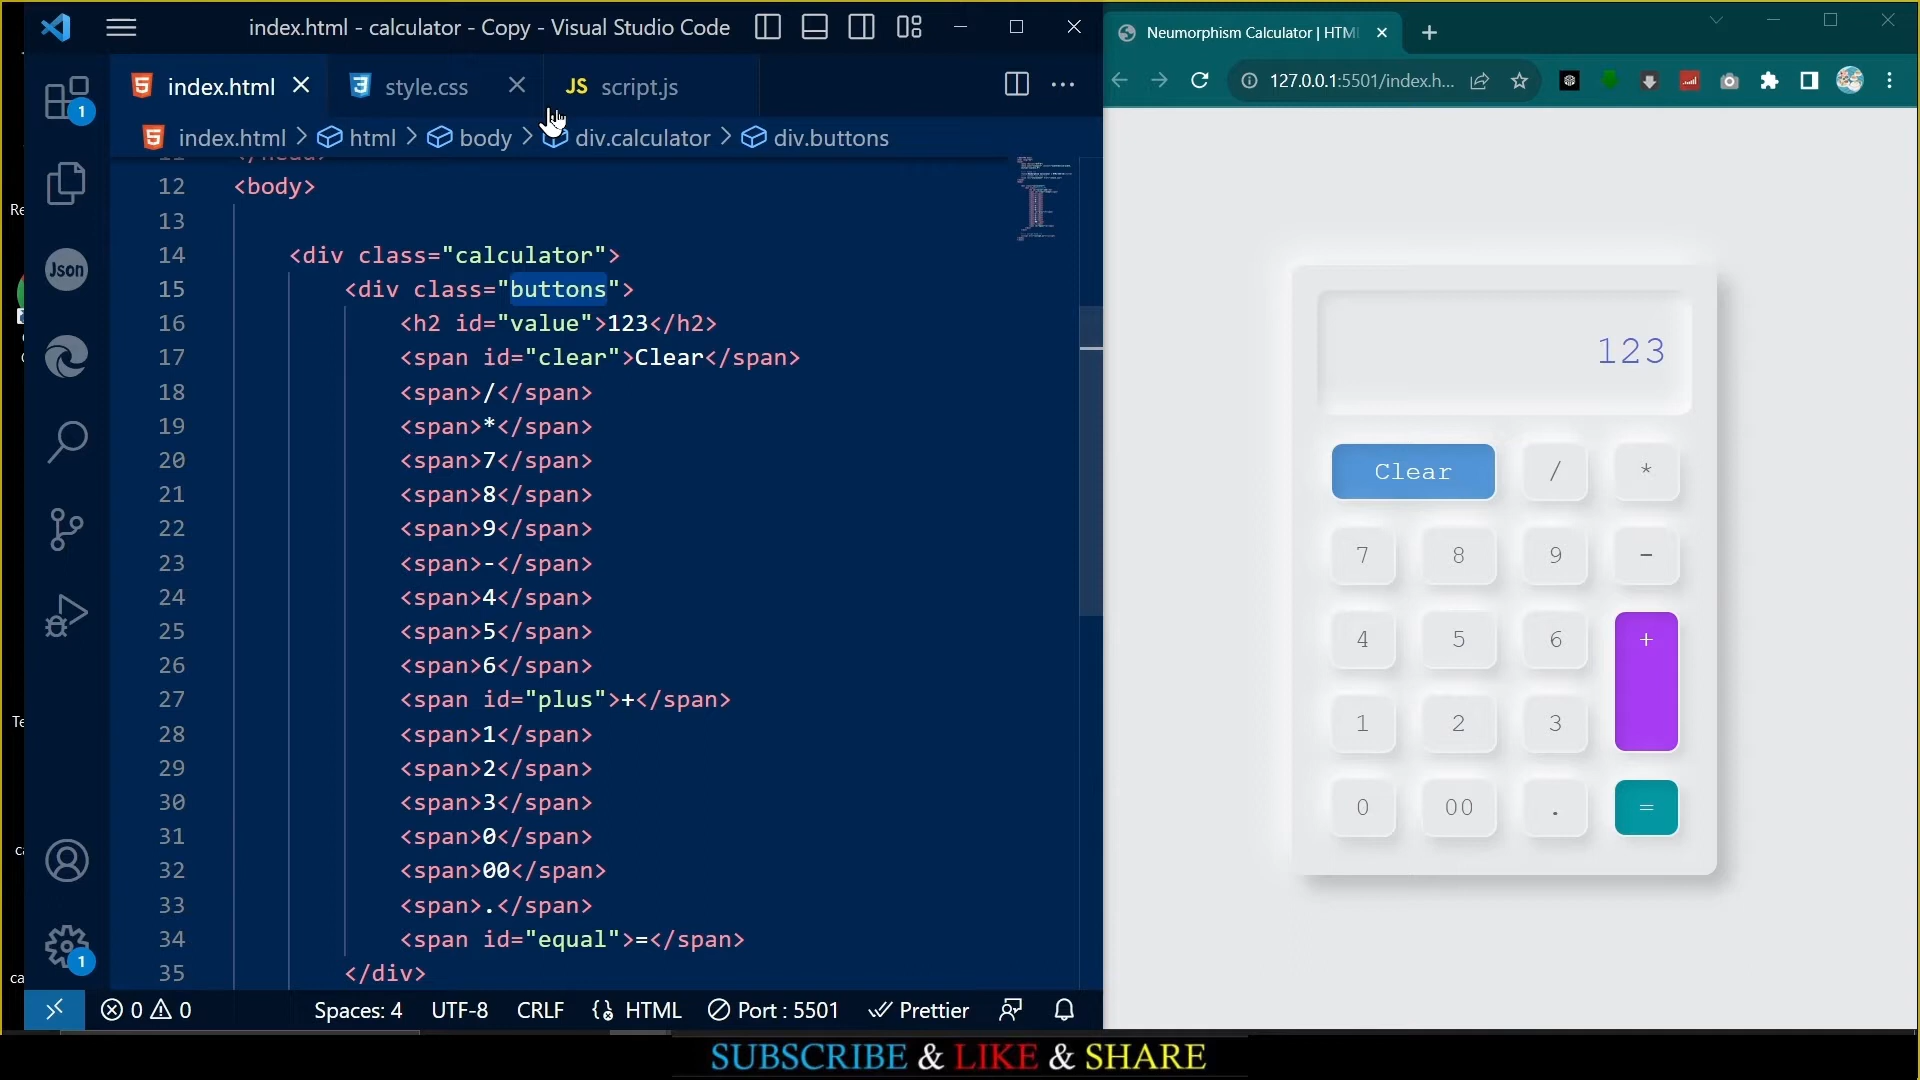 index.html - calculator - Copy - Visual Studio Code
index.html
style.css
JS script.js
index.html > html > body > div.calculator > div.buttons
12 <body>
13
14 <div class="calculator">
15 <div class="buttons">
16 <h2 id="value">123</h2>
17 <span id="clear">Clear</span>
18 <span>/</span>
19 <span>*</span>
20 <span>7</span>
21 <span>8</span>
22 <span>9</span>
23 <span>-</span>
24 <span>4</span>
25 <span>5</span>
26 <span>6</span>
27 <span id="plus">+</span>
28 <span>1</span>
29 <span>2</span>
30 <span>3</span>
31 <span>0</span>
32 <span>00</span>
33 <span>.</span>
34 <span id="equal">=</span>
35 </div>
Json
1
1
0 0 Spaces: 4 UTF-8 CRLF HTML Port : 5501 Prettier
Neumorphism Calculator | HTM
127.0.0.1:5501/index.h...
123
Clear / *
7 8 9 -
4 5 6 +
1 2 3
0 00 . =
SUBSCRIBE & LIKE & SHARE